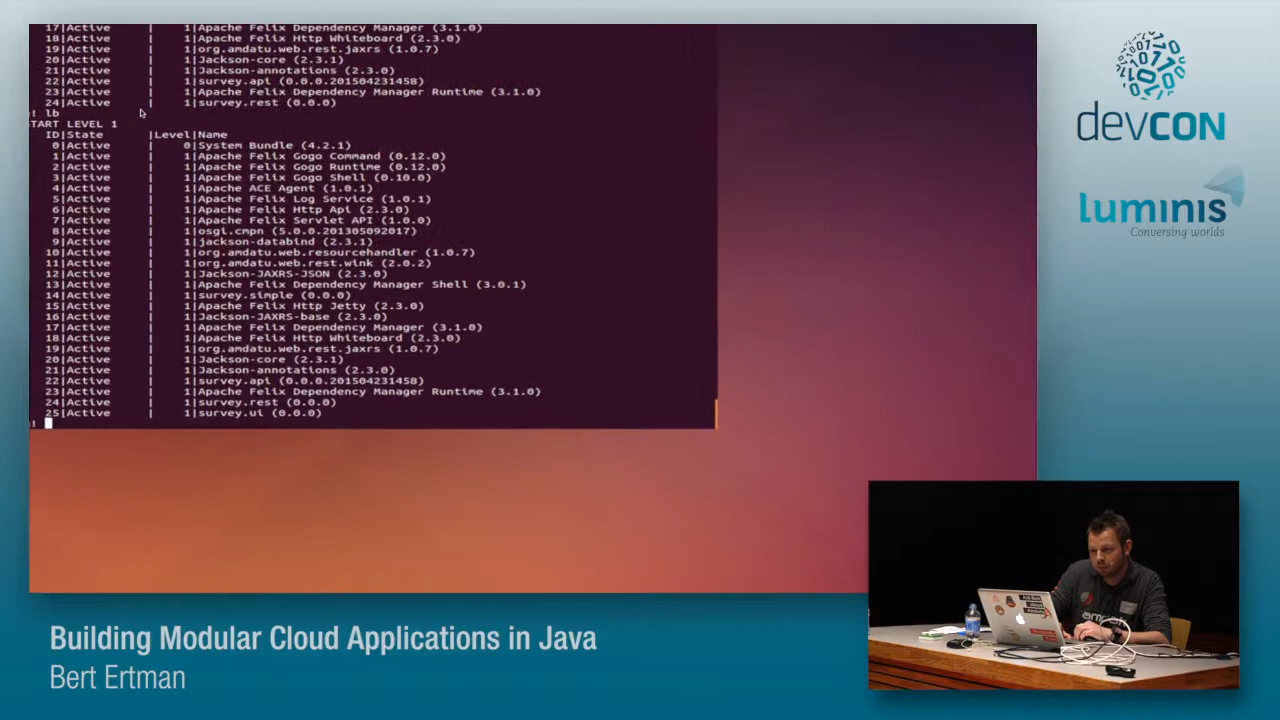 17|Active | 1|Apache Felix Dependency Manager (3.1.0)
18|Active | 1|Apache Felix Http Whiteboard (2.3.0)
19|Active | 1|org.amdatu.web.rest.jaxrs (1.0.7)
20|Active | 1|Jackson-core (2.3.1)
21|Active | 1|Jackson-annotations (2.3.0)
22|Active | 1|survey.api (0.0.0.201504231458)
23|Active | 1|Apache Felix Dependency Manager Runtime (3.1.0)
24|Active | 1|survey.rest (0.0.0)
! lb
START LEVEL 1
ID|State |Level|Name
0|Active | 0|System Bundle (4.2.1)
1|Active | 1|Apache Felix Gogo Command (0.12.0)
2|Active | 1|Apache Felix Gogo Runtime (0.12.0)
3|Active | 1|Apache Felix Gogo Shell (0.10.0)
4|Active | 1|Apache ACE Agent (1.0.1)
5|Active | 1|Apache Felix Log Service (1.0.1)
6|Active | 1|Apache Felix Http Api (2.3.0)
7|Active | 1|Apache Felix Servlet API (1.0.0)
8|Active | 1|osgi.cmpn (5.0.0.201305092017)
9|Active | 1|jackson-databind (2.3.1)
10|Active | 1|org.amdatu.web.resourcehandler (1.0.7)
11|Active | 1|org.amdatu.web.rest.wink (2.0.2)
12|Active | 1|Jackson-JAXRS-JSON (2.3.0)
13|Active | 1|Apache Felix Dependency Manager Shell (3.0.1)
14|Active | 1|survey.simple (0.0.0)
15|Active | 1|Apache Felix Http Jetty (2.3.0)
16|Active | 1|Jackson-JAXRS-base (2.3.0)
17|Active | 1|Apache Felix Dependency Manager (3.1.0)
18|Active | 1|Apache Felix Http Whiteboard (2.3.0)
19|Active | 1|org.amdatu.web.rest.jaxrs (1.0.7)
20|Active | 1|Jackson-core (2.3.1)
21|Active | 1|Jackson-annotations (2.3.0)
22|Active | 1|survey.api (0.0.0.201504231458)
23|Active | 1|Apache Felix Dependency Manager Runtime (3.1.0)
24|Active | 1|survey.rest (0.0.0)
25|Active | 1|survey.ui (0.0.0)
!
devcon
luminis
Conversing worlds
Building Modular Cloud Applications in Java
Bert Ertman